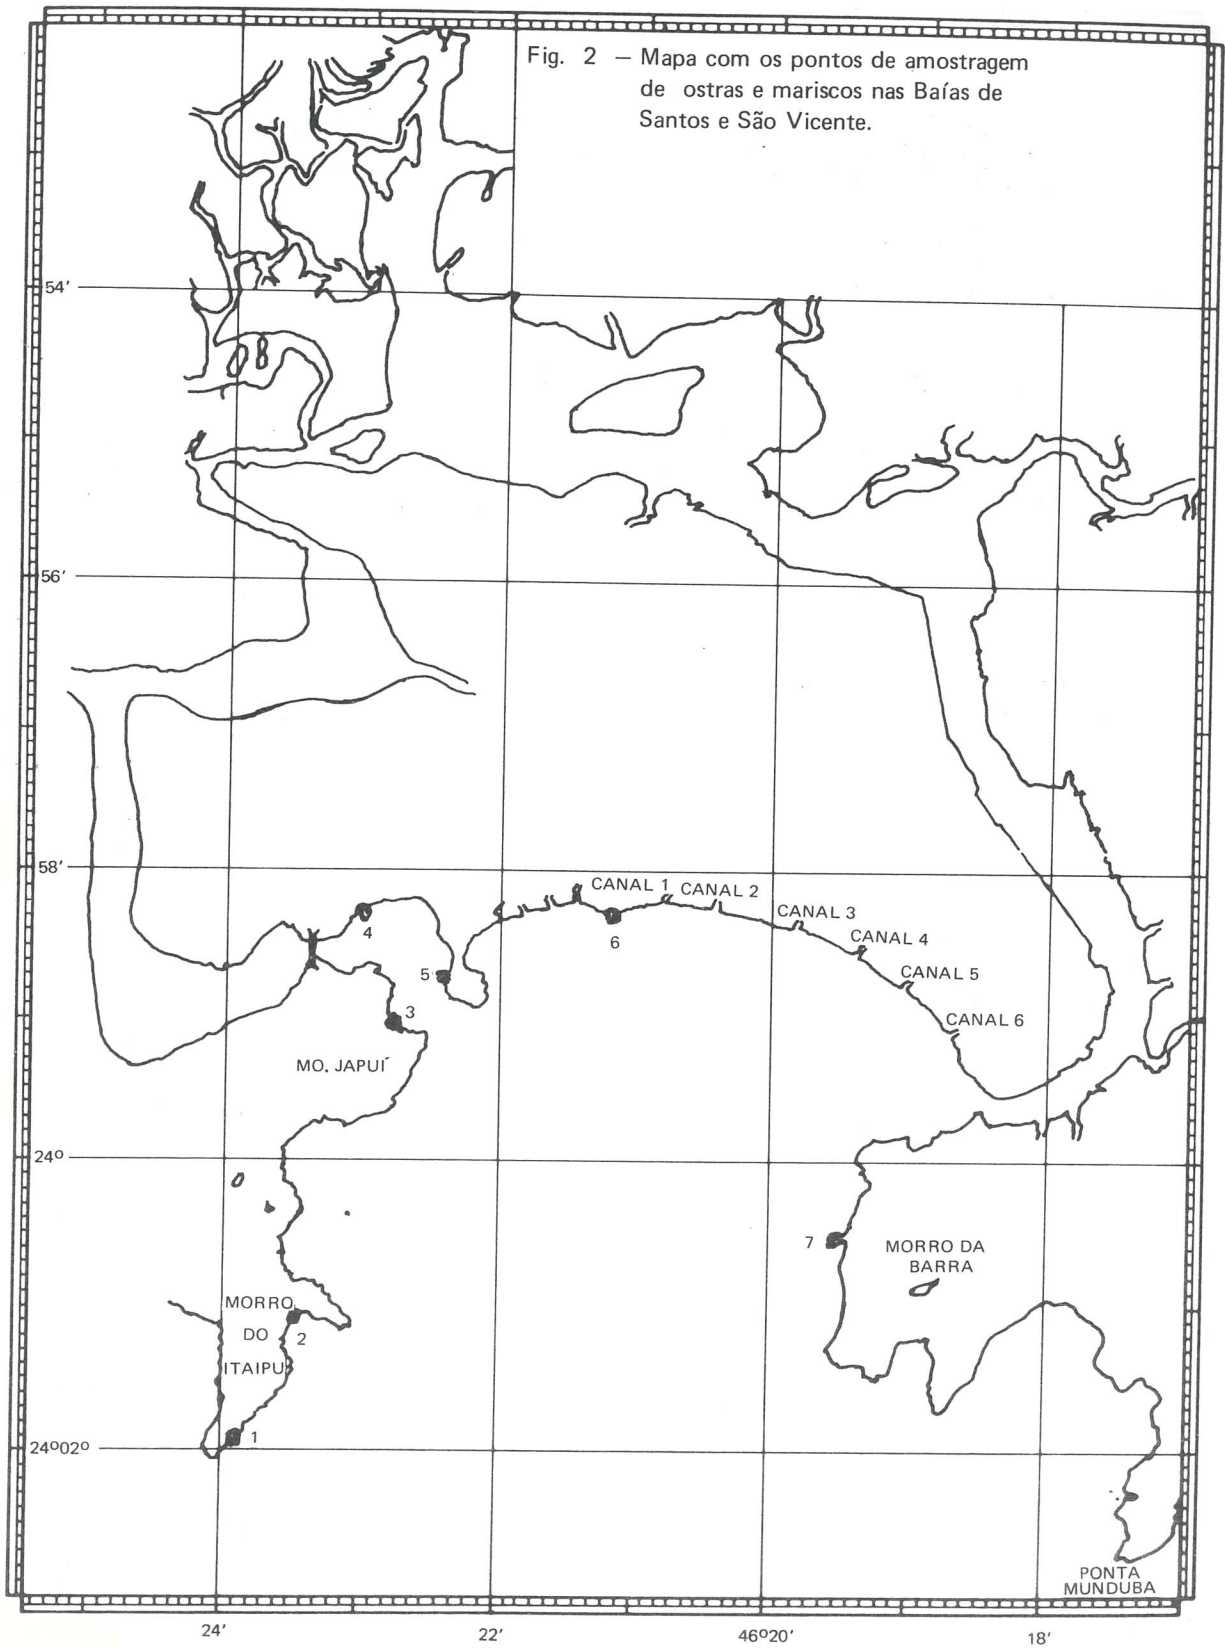 Fig. 2 — Mapa com os pontos de amostragem
de ostras e mariscos nas Baías de
Santos e São Vicente.
54'
56'
58'
CANAL 1
CANAL 2
CANAL 3
CANAL 4
CANAL 5
CANAL 6
4
6
5
3
MO. JAPUÍ
24º
7
MORRO DA
BARRA
MORRO
DO
2
ITAIPU
1
24º02º
PONTA
MUNDUBA
24'
22'
46º20'
18'